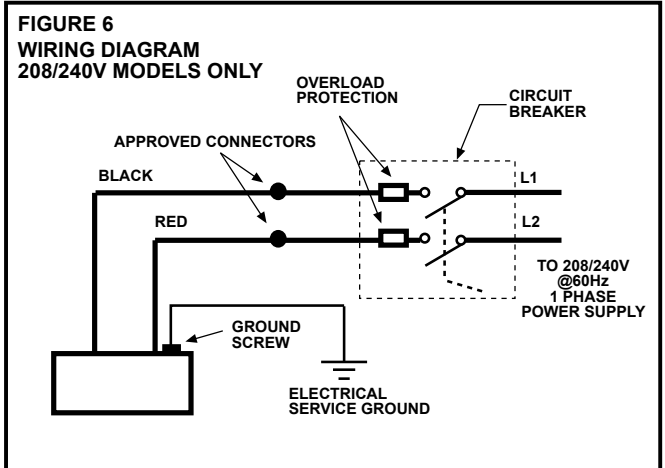 FIGURE 6
WIRING DIAGRAM
208/240V MODELS ONLY
OVERLOAD
PROTECTION
CIRCUIT
BREAKER
APPROVED CONNECTORS
BLACK
L1
RED
L2
TO 208/240V
@60Hz
1 PHASE
POWER SUPPLY
GROUND
SCREW
ELECTRICAL
SERVICE GROUND